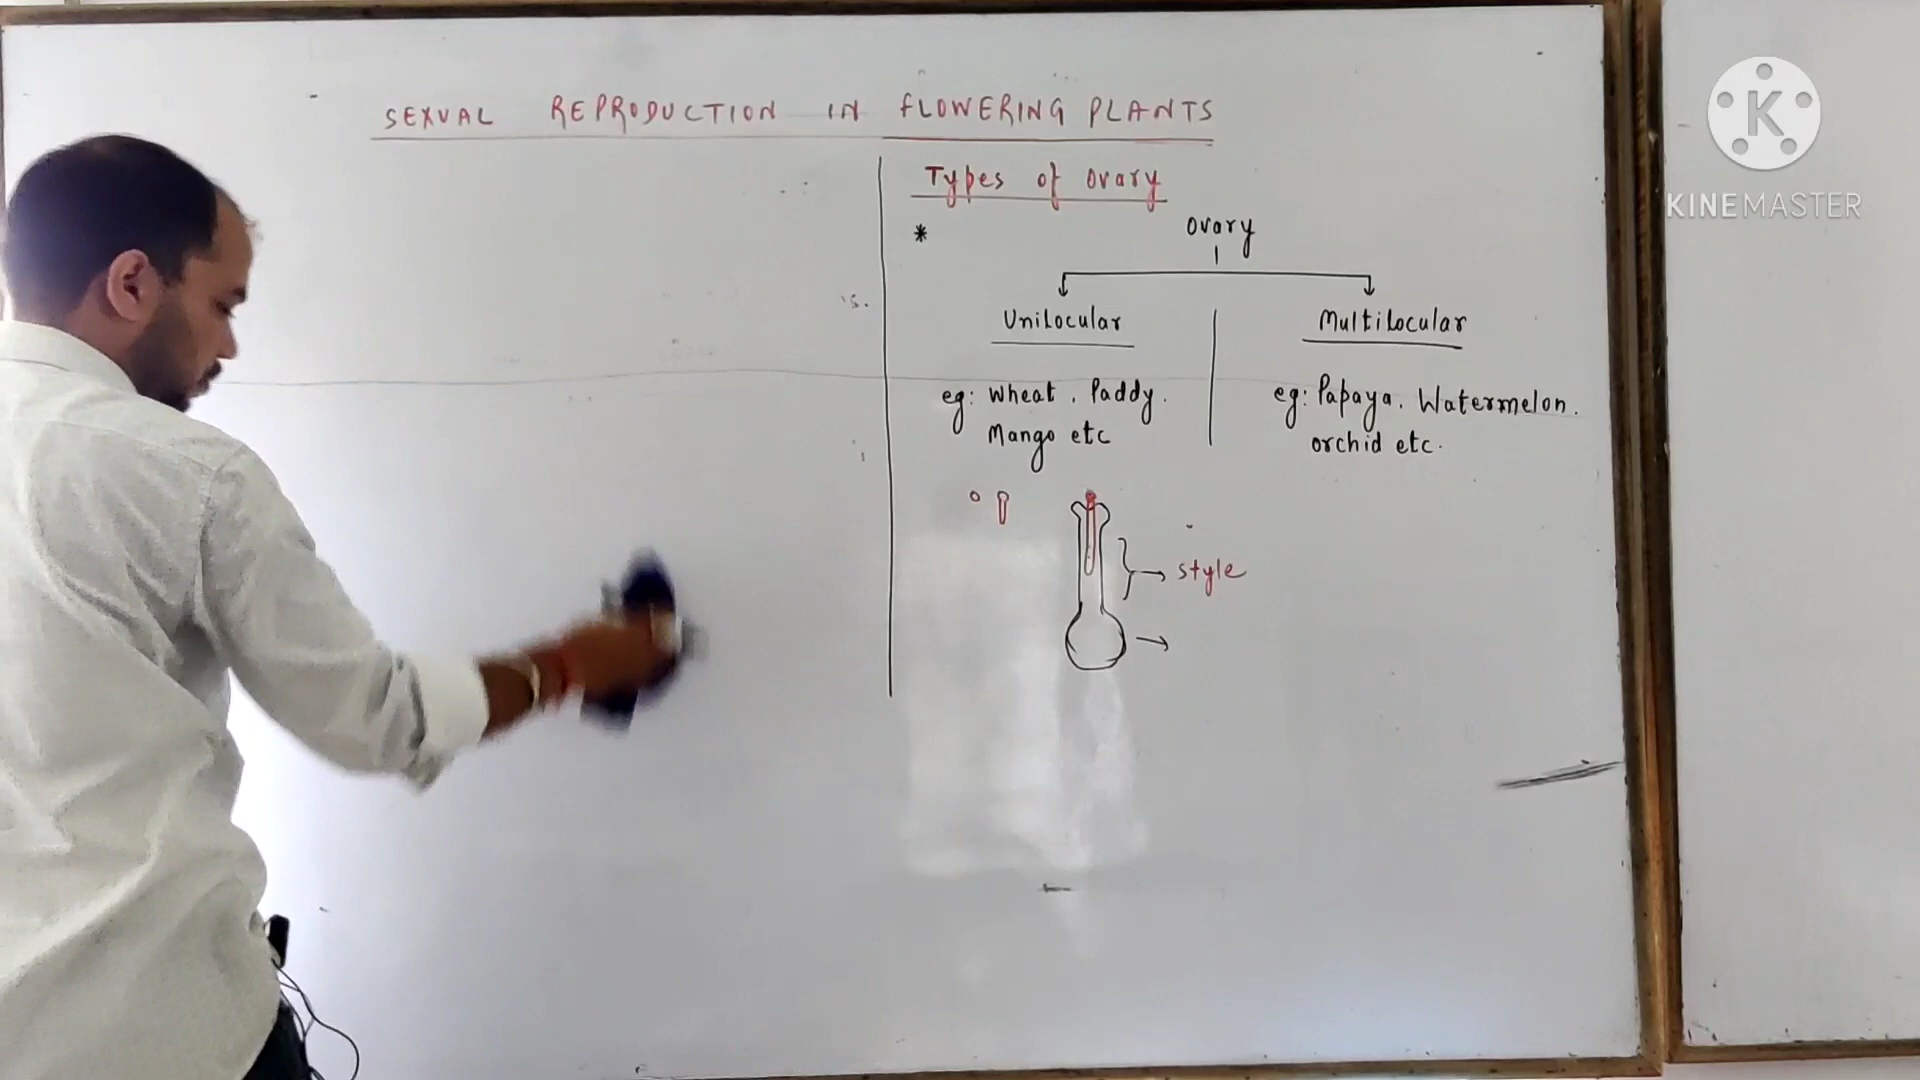 SEXUAL REPRODUCTION IN FLOWERING PLANTS
Types of ovary
* ovary
Unilocular
Multilocular
eg: Wheat, Paddy.
Mango etc
eg: Papaya, Watermelon.
orchid etc.
style
K
KINEMASTER